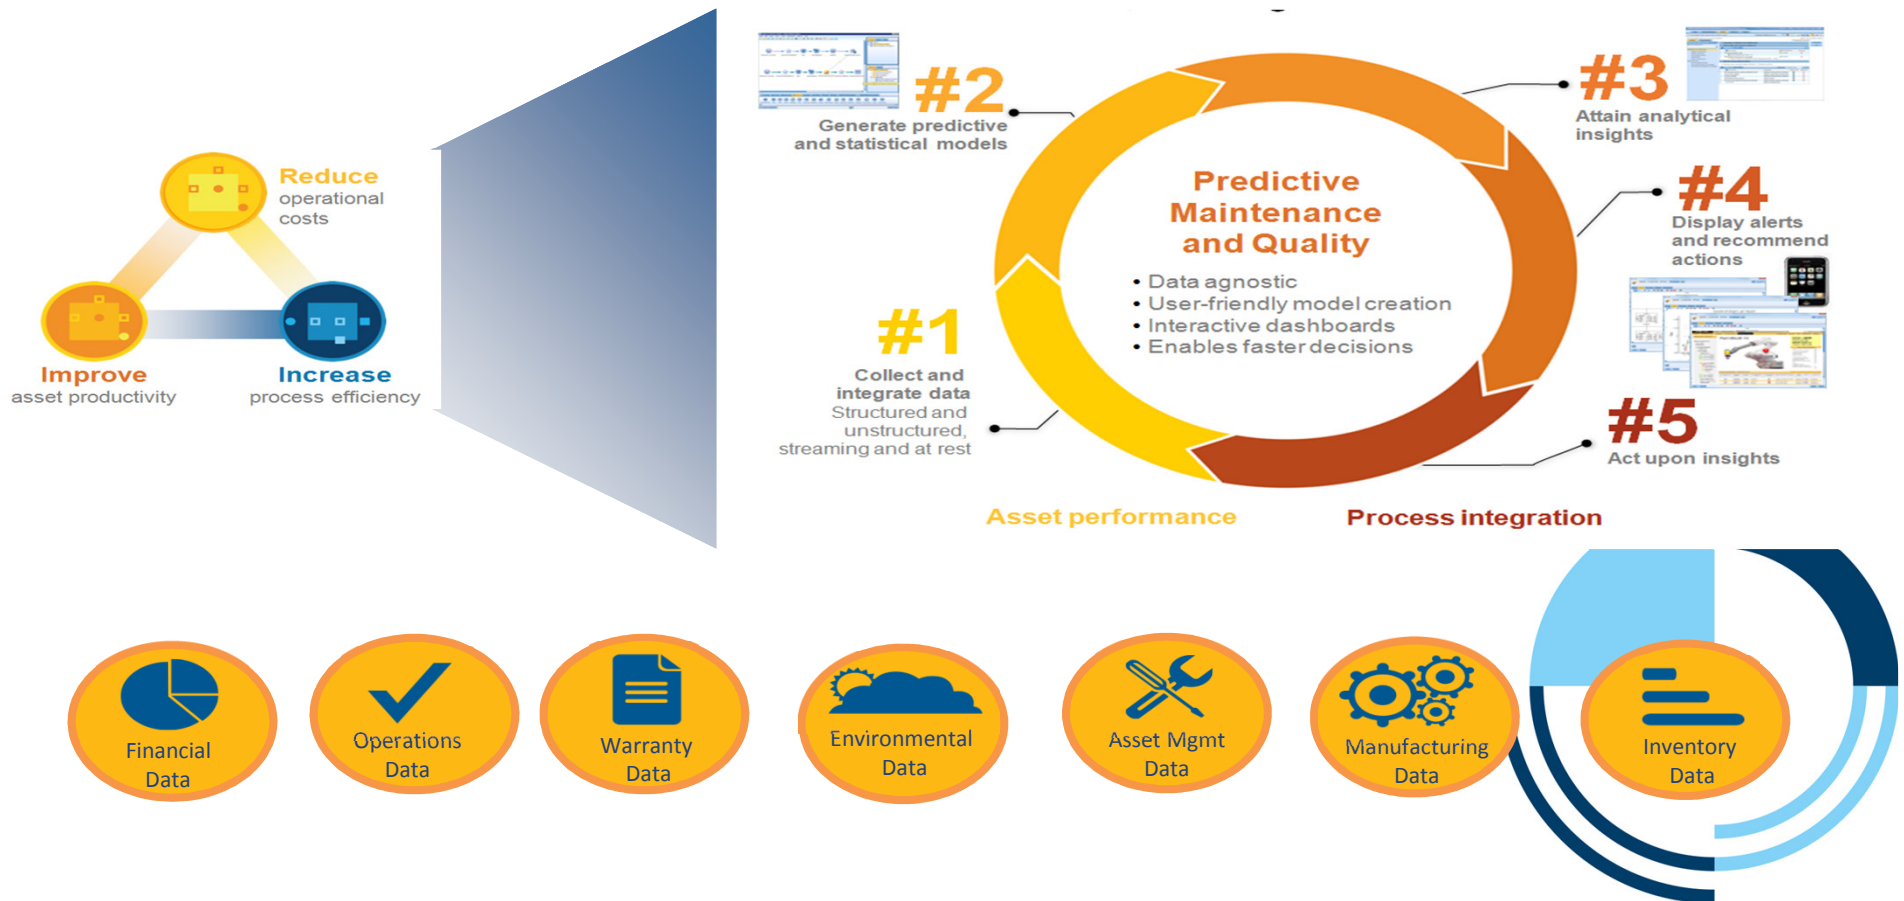 Reduce
operational
costs
Improve
asset productivity
Increase
process efficiency
#2
Generate predictive
and statistical models
#3
Attain analytical
insights
#4
Display alerts
and recommend
actions
#1
Collect and
integrate data
Structured and
unstructured,
streaming and at rest
Predictive
Maintenance
and Quality
• Data agnostic
• User-friendly model creation
• Interactive dashboards
• Enables faster decisions
#5
Act upon insights
Asset performance
Process integration
Financial
Data
Operations
Data
Warranty
Data
Environmental
Data
Asset Mgmt
Data
Manufacturing
Data
Inventory
Data